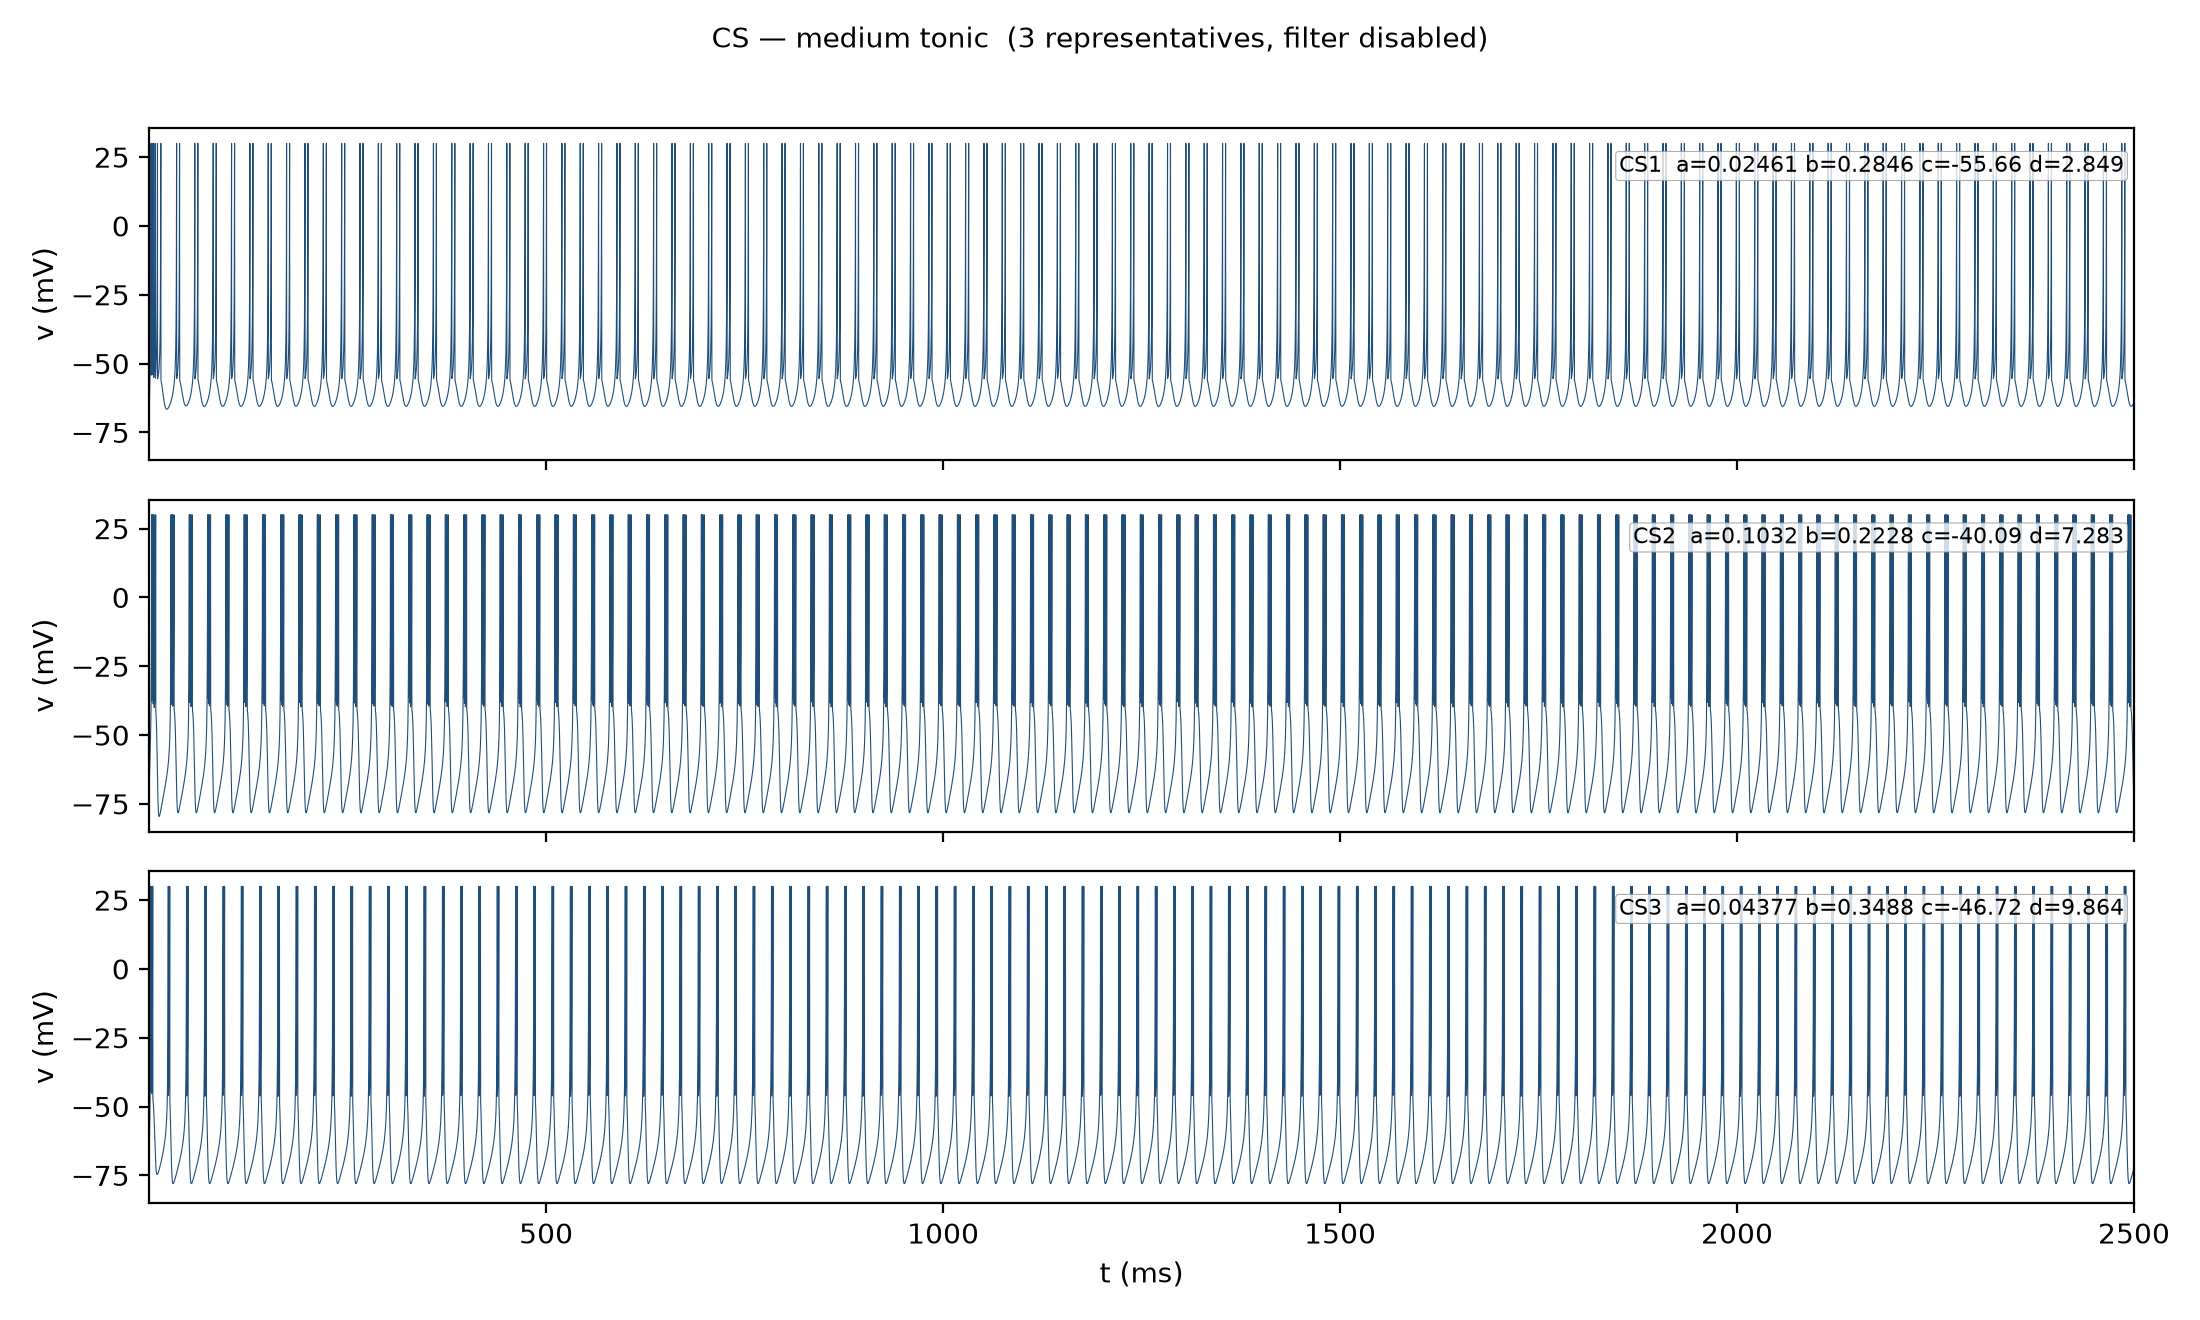 CS — medium tonic  (3 representatives, filter disabled)
25
0
−25
−50
−75
v (mV)
CS1  a=0.02461 b=0.2846 c=-55.66 d=2.849
25
0
−25
−50
−75
v (mV)
CS2  a=0.1032 b=0.2228 c=-40.09 d=7.283
25
0
−25
−50
−75
v (mV)
CS3  a=0.04377 b=0.3488 c=-46.72 d=9.864
500
1000
1500
2000
2500
t (ms)